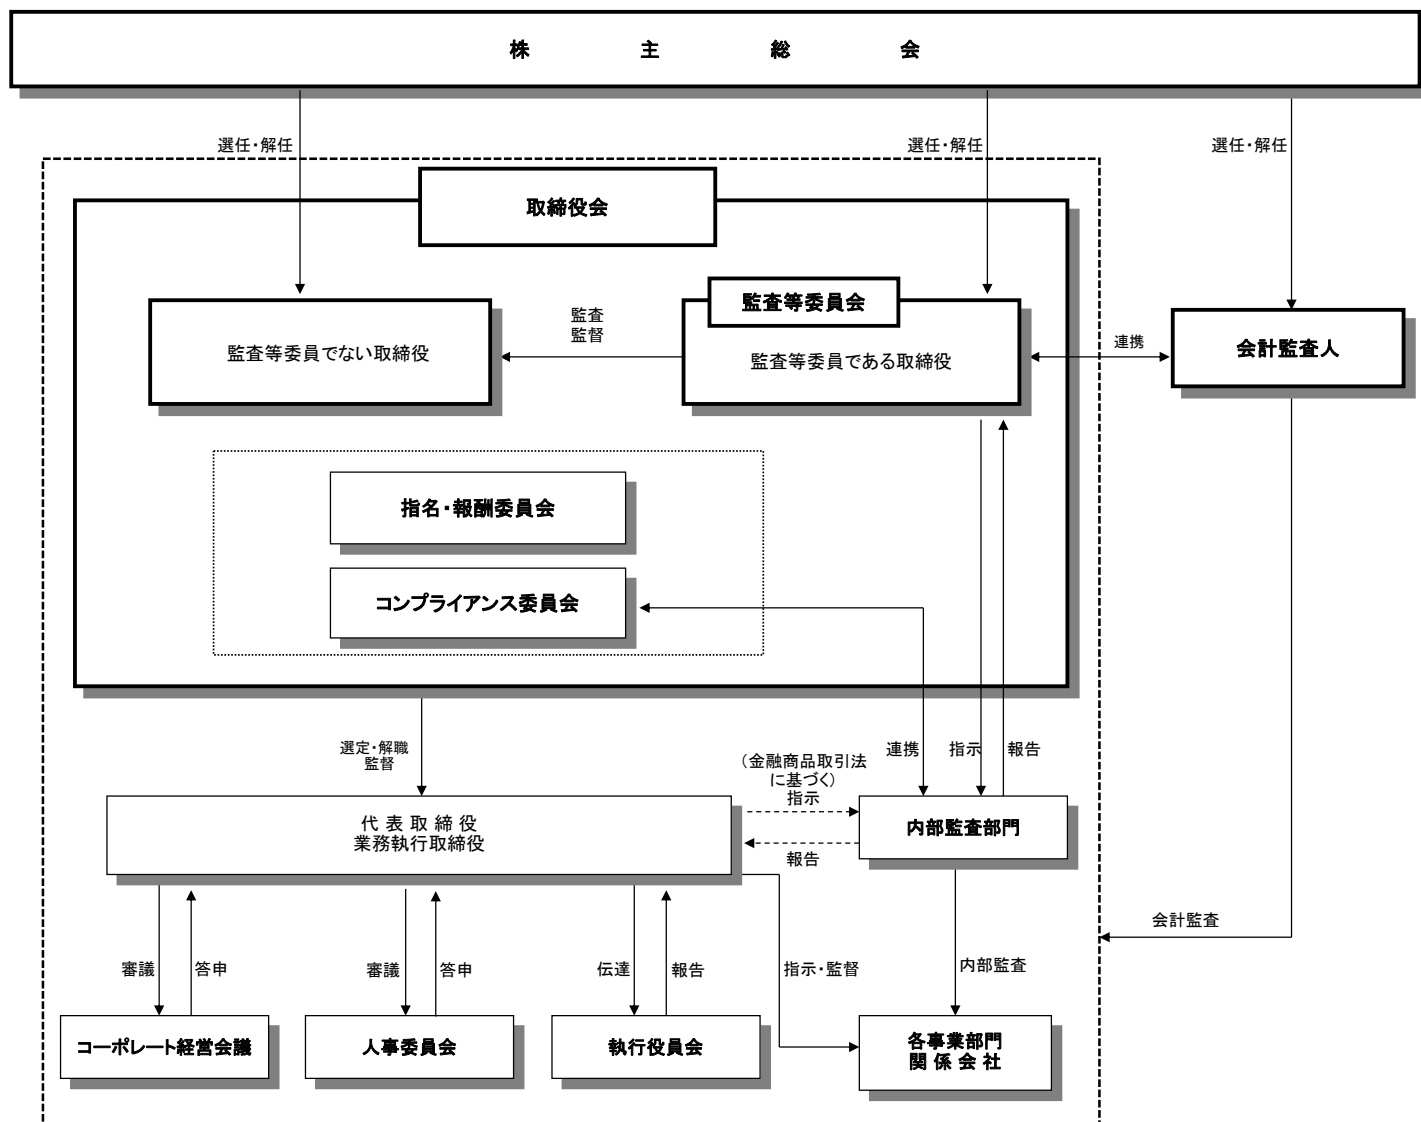 株主総会
選任・解任
選任・解任
選任・解任
取締役会
監査等委員会
監査
監督
監査等委員でない取締役
監査等委員である取締役
連携
会計監査人
指名・報酬委員会
コンプライアンス委員会
選定・解職
監督
（金融商品取引法
に基づく）
指示
連携
指示
報告
代表取締役
業務執行取締役
内部監査部門
報告
会計監査
審議
答申
審議
答申
伝達
報告
指示・監督
内部監査
コーポレート経営会議
人事委員会
執行役員会
各事業部門
関係会社